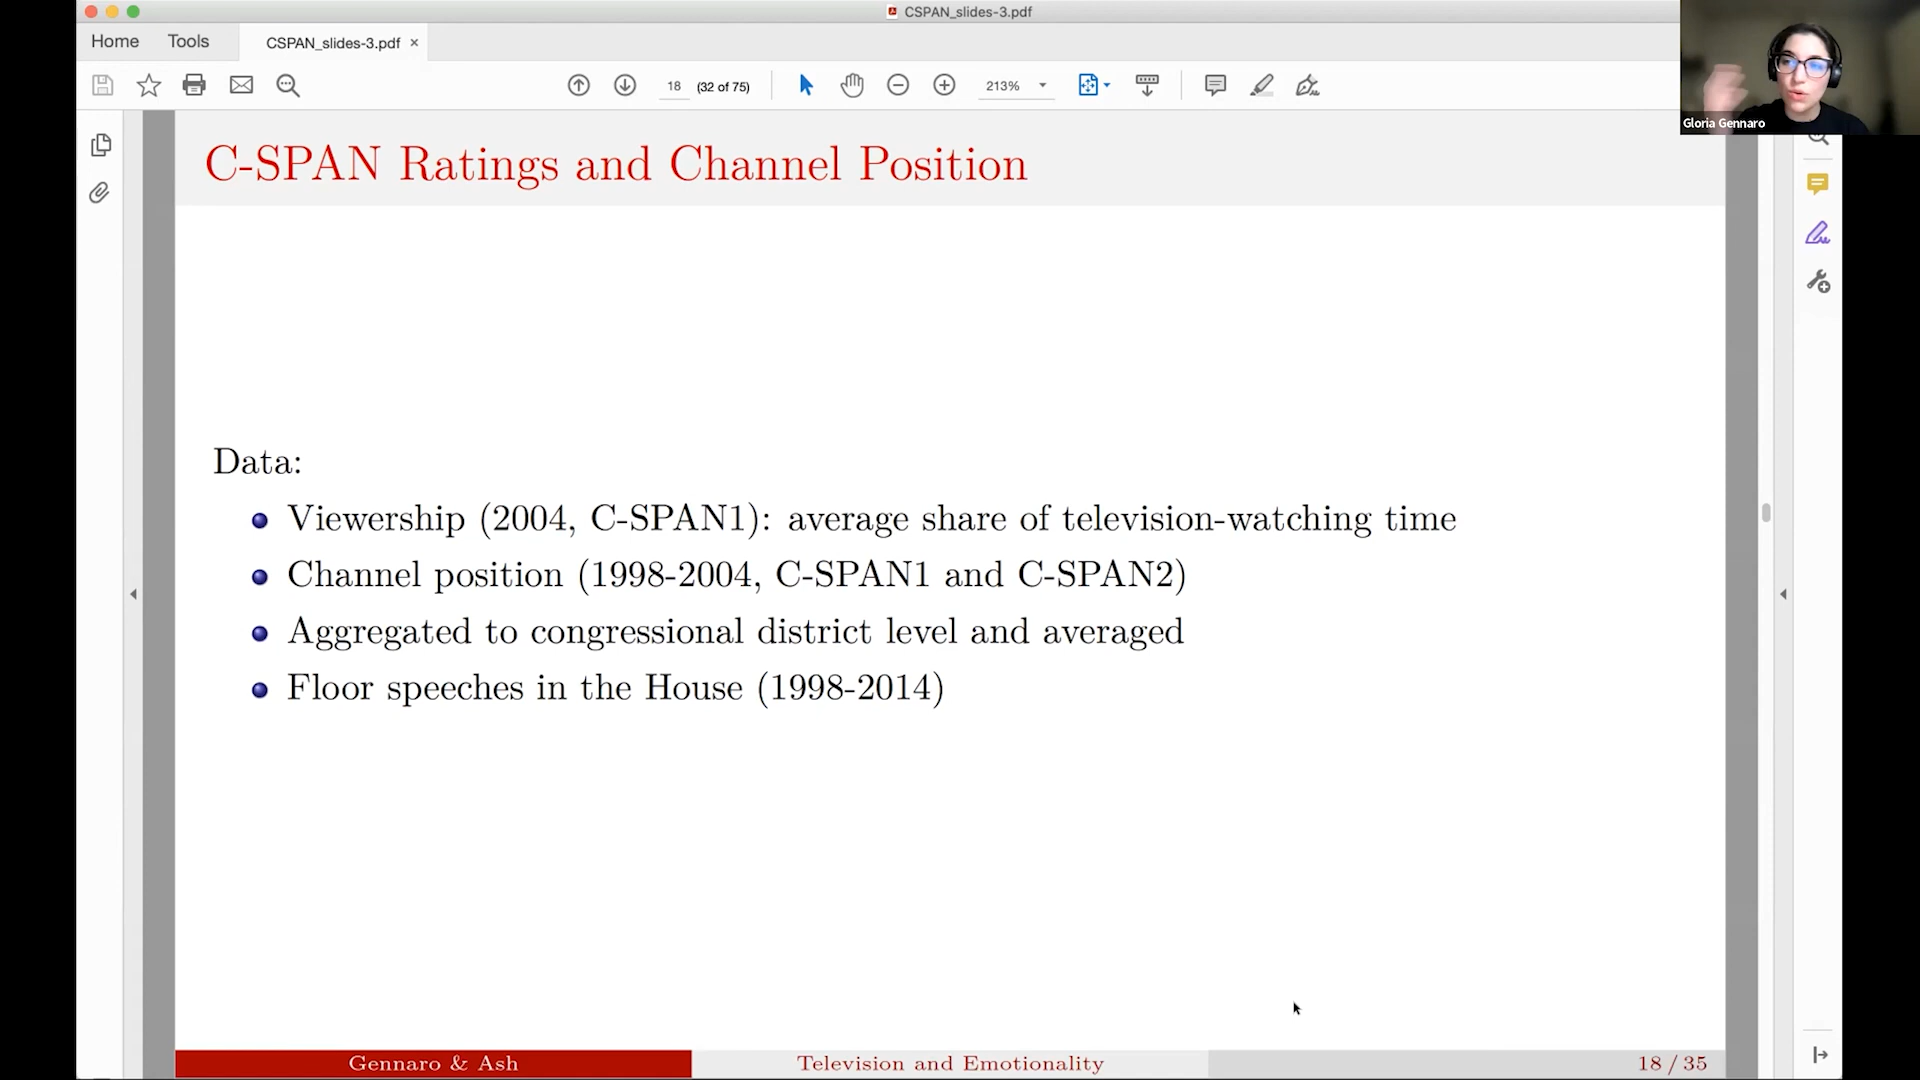 CSPAN_slides-3.pdf
Home
Tools
CSPAN_slides-3.pdf ×
18
(32 of 75)
213%
Gloria Gennaro
C-SPAN Ratings and Channel Position
Data:
Viewership (2004, C-SPAN1): average share of television-watching time
Channel position (1998-2004, C-SPAN1 and C-SPAN2)
Aggregated to congressional district level and averaged
Floor speeches in the House (1998-2014)
Gennaro & Ash
Television and Emotionality
18 / 35